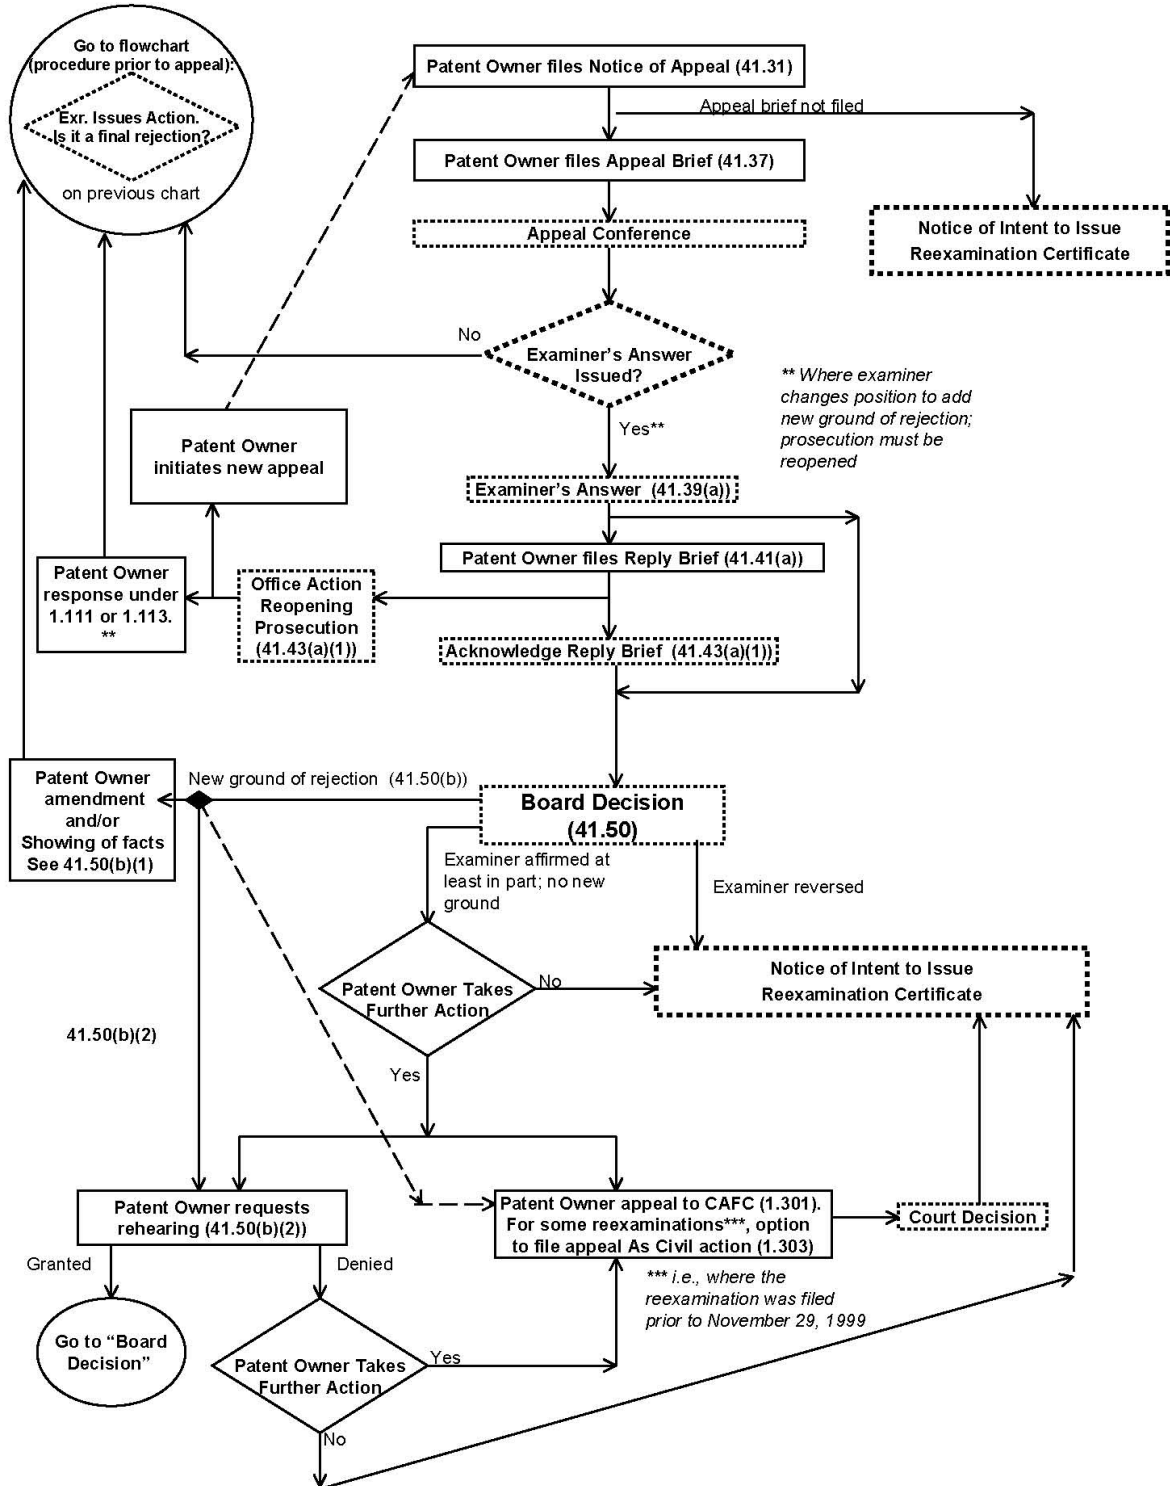 Go to flowchart
(procedure prior to appeal):
Exr. Issues Action.
Is it a final rejection?
on previous chart
Patent Owner files Notice of Appeal (41.31)
Appeal brief not filed
Patent Owner files Appeal Brief (41.37)
Appeal Conference
Notice of Intent to Issue
Reexamination Certificate
No
Examiner's Answer
Issued?
** Where examiner
changes position to add
new ground of rejection;
prosecution must be
reopened
Yes**
Patent Owner
initiates new appeal
Examiner's Answer (41.39(a))
Patent Owner files Reply Brief (41.41(a))
Patent Owner
response under
1.111 or 1.113.
**
Office Action
Reopening
Prosecution
(41.43(a)(1))
Acknowledge Reply Brief (41.43(a)(1))
New ground of rejection (41.50(b))
Patent Owner
amendment
and/or
Showing of facts
See 41.50(b)(1)
Board Decision
(41.50)
Examiner affirmed at
least in part; no new
ground
Examiner reversed
Patent Owner Takes
Further Action
No
Notice of Intent to Issue
Reexamination Certificate
41.50(b)(2)
Yes
Patent Owner requests
rehearing (41.50(b)(2))
Patent Owner appeal to CAFC (1.301).
For some reexaminations***, option
to file appeal As Civil action (1.303)
Court Decision
Granted
Denied
*** i.e., where the
reexamination was filed
prior to November 29, 1999
Go to “Board
Decision”
Patent Owner Takes
Further Action
Yes
No